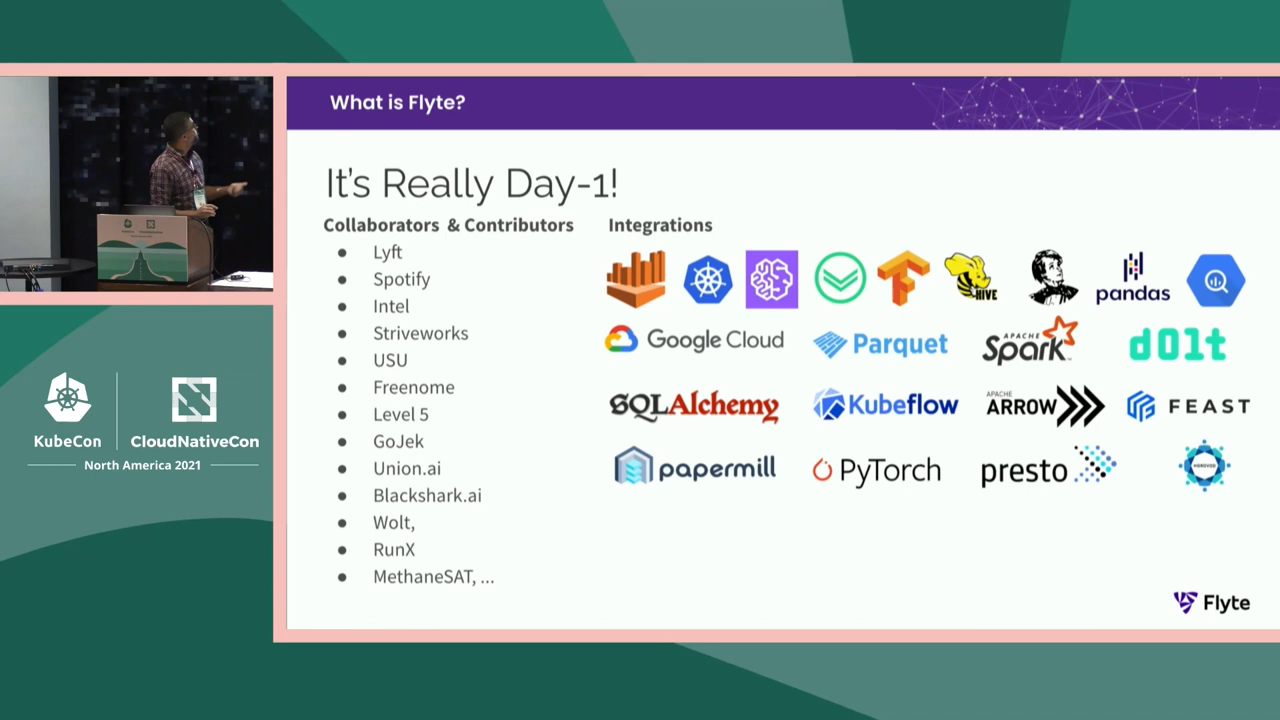 What is Flyte?
It's Really Day-1!
Collaborators & Contributors
Lyft
Spotify
Intel
Striveworks
USU
Freenome
Level 5
GoJek
Union.ai
Blackshark.ai
Wolt,
RunX
MethaneSAT, ...
Integrations
HIVE
pandas
Google Cloud
Parquet
APACHE
Spark
dolt
SQLAlchemy
Kubeflow
APACHE
ARROW
FEAST
papermill
PyTorch
presto
HOROVOD
Flyte
KubeCon
CloudNativeCon
North America 2021